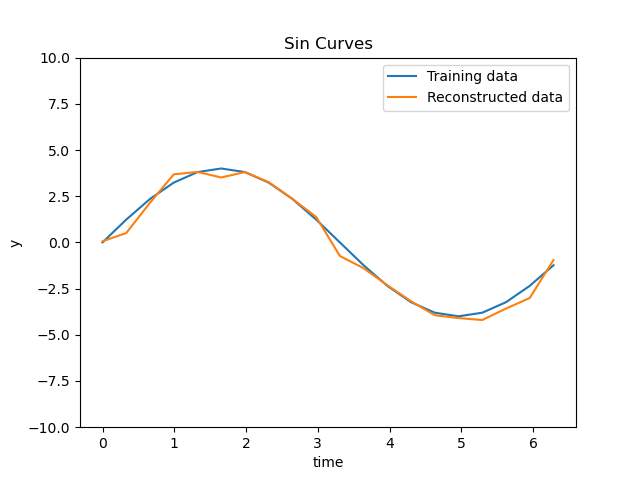 Sin Curves
Training data
Reconstructed data
10.0
7.5
5.0
2.5
0.0
−2.5
−5.0
−7.5
−10.0
y
0 1 2 3 4 5 6
time